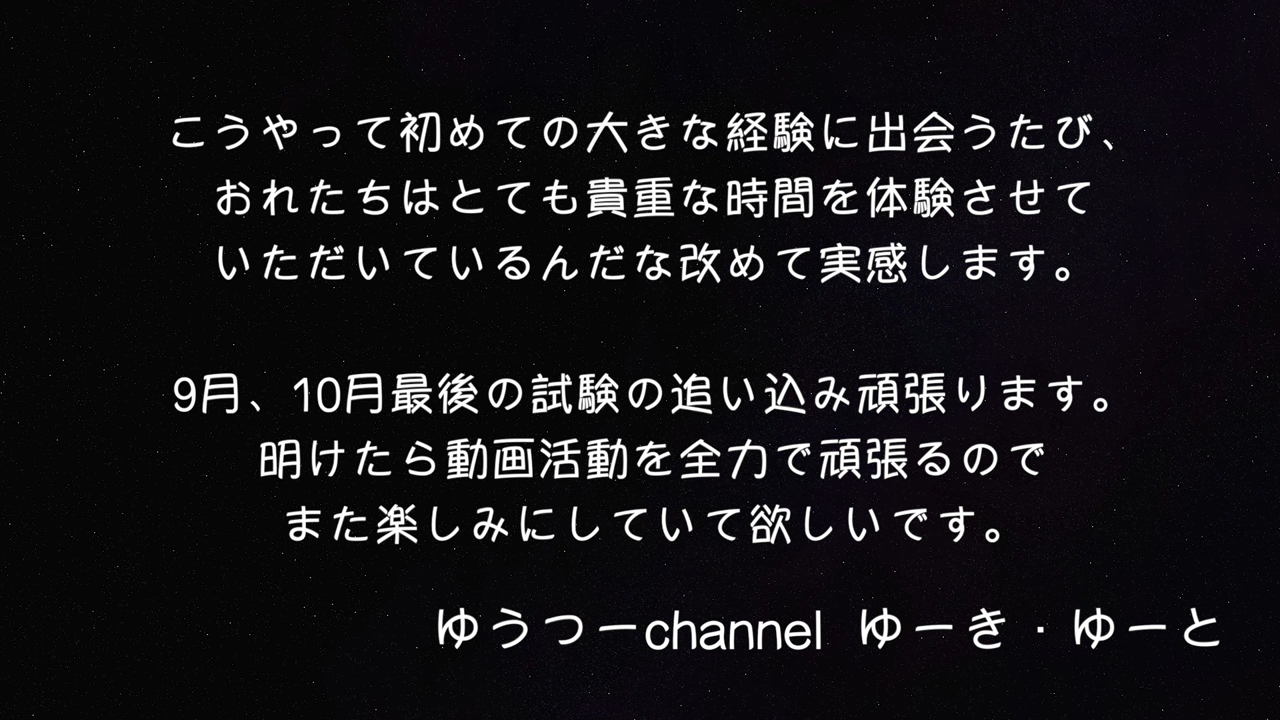 こうやって初めての大きな経験に出会うたび、
おれたちはとても貴重な時間を体験させて
いただいているんだな改めて実感します。
9月、10月最後の試験の追い込み頑張ります。
明けたら動画活動を全力で頑張るので
また楽しみにしていて欲しいです。
ゆうつーchannel ゆーき・ゆーと